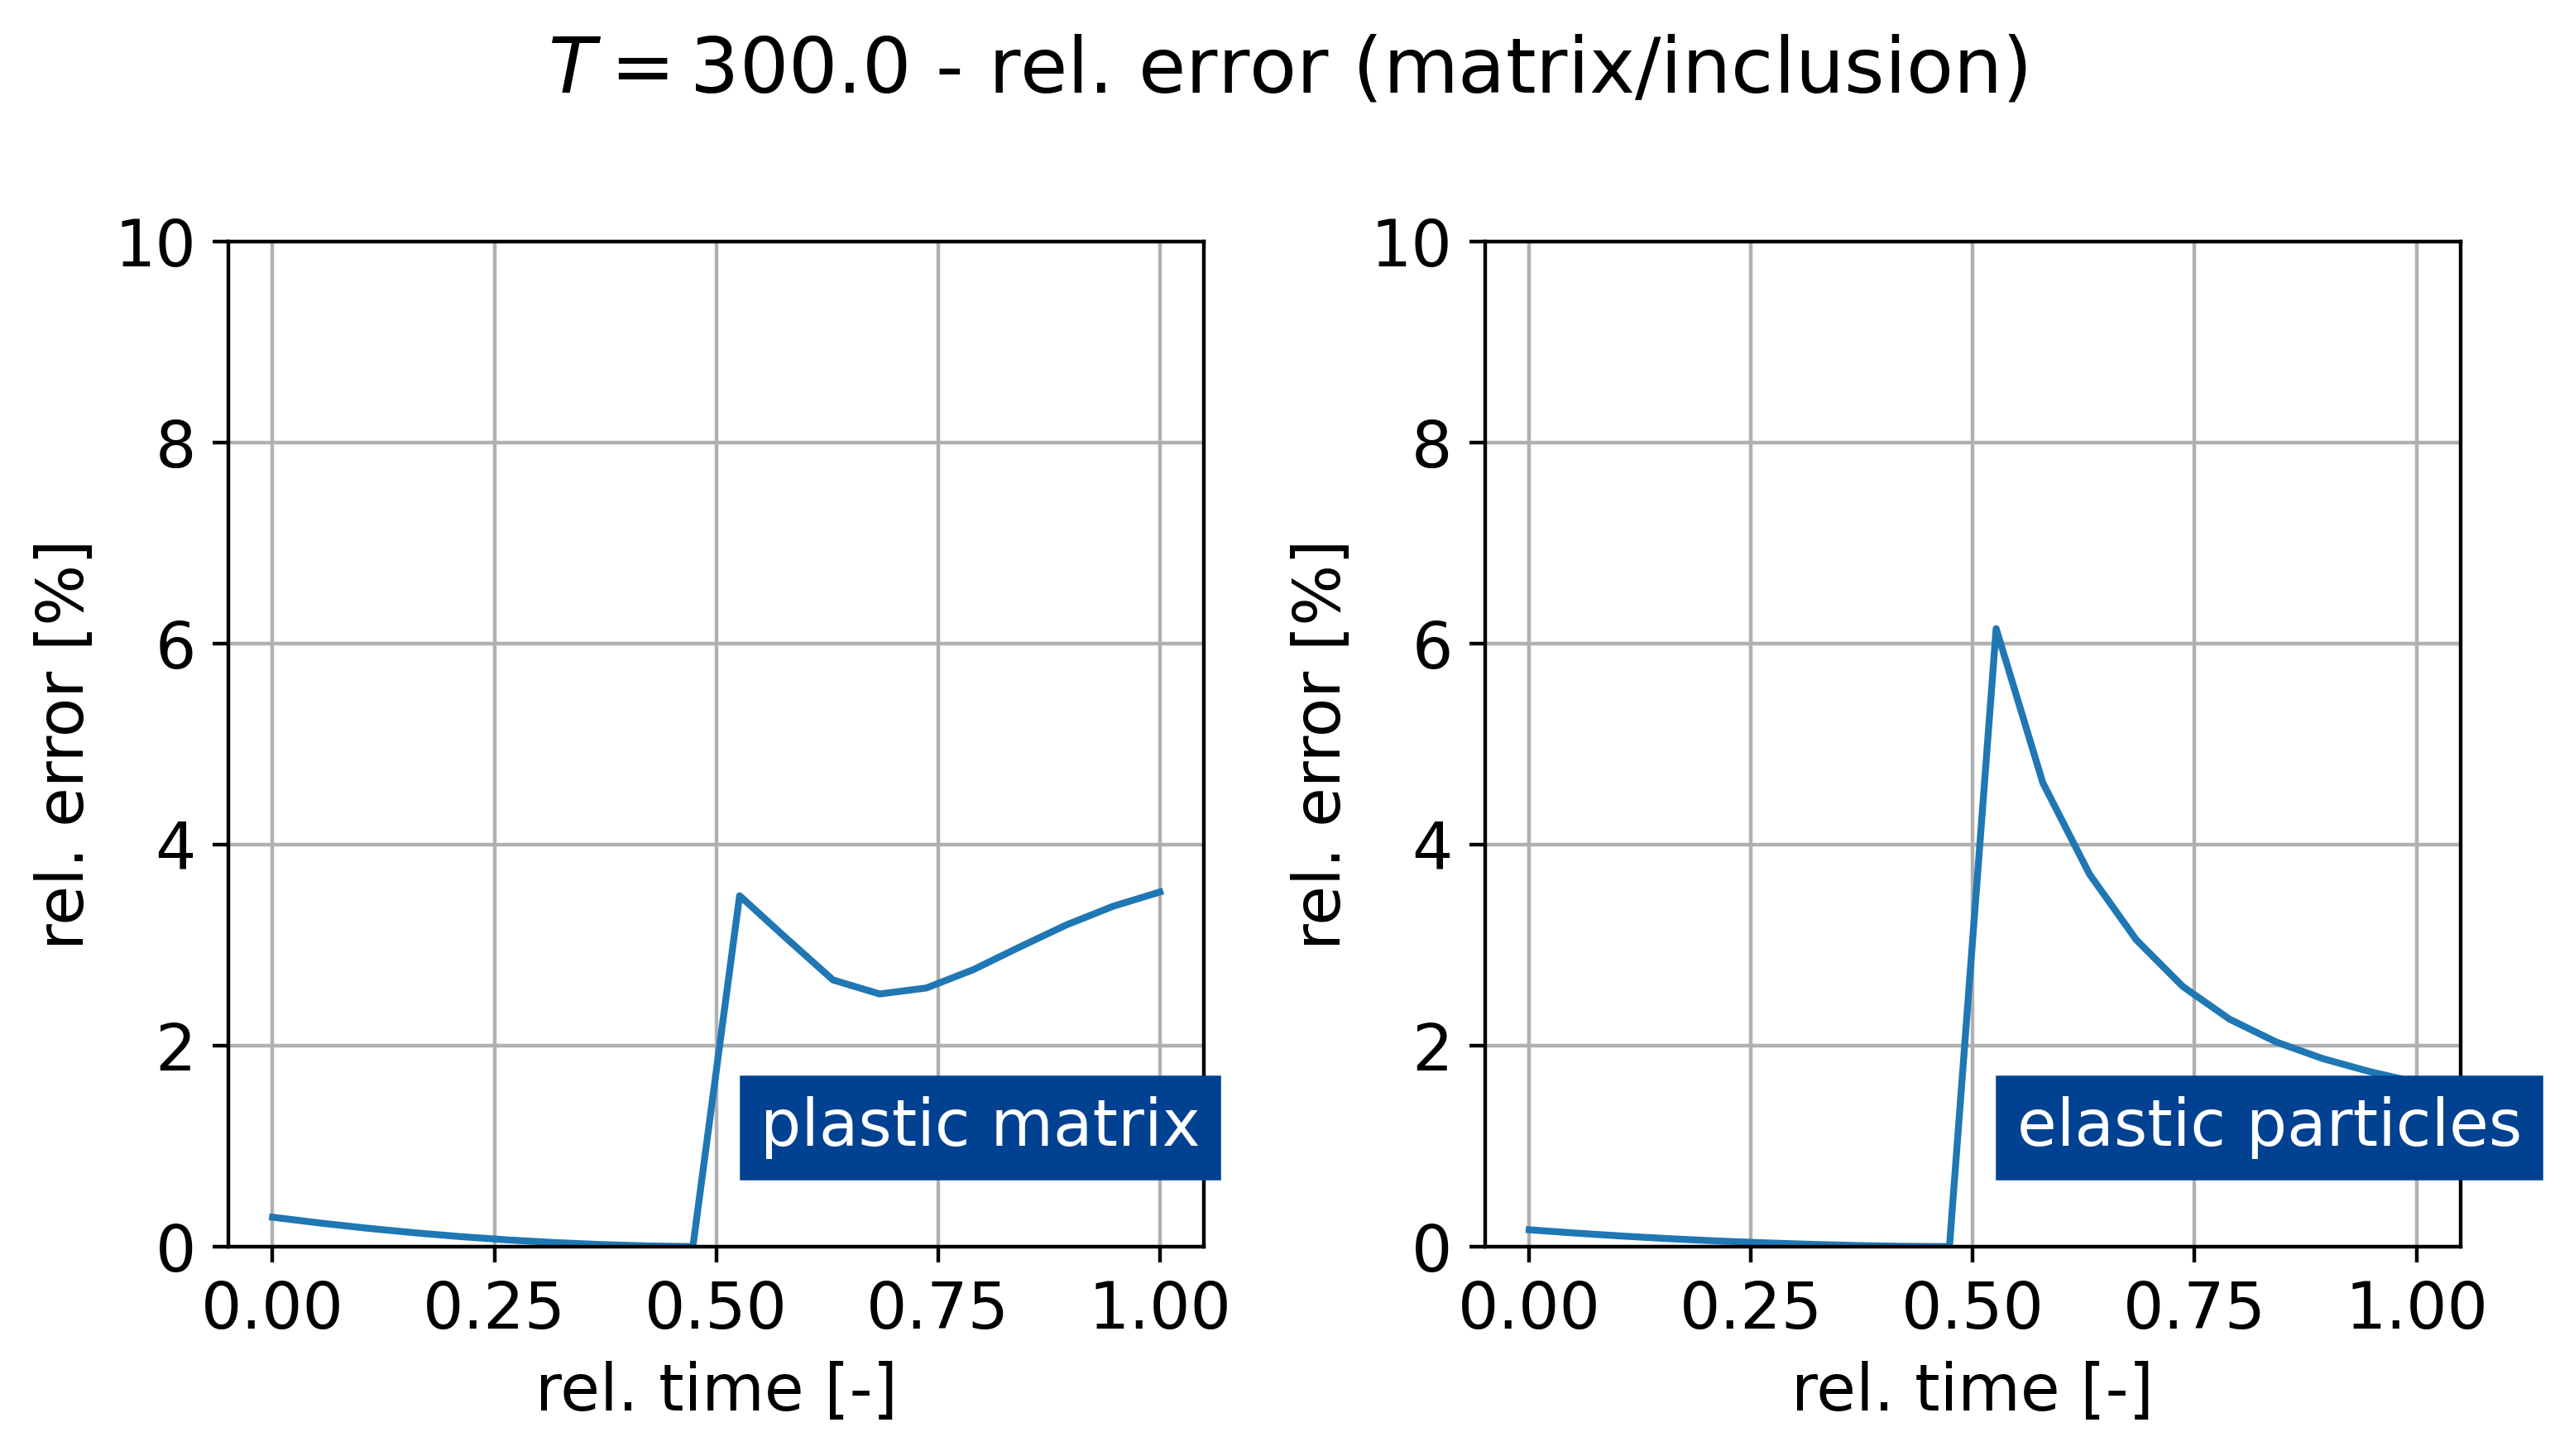 T = 300.0 - rel. error (matrix/inclusion)
rel. error [%]
10
8
6
4
2
0
plastic matrix
0.00 0.25 0.50 0.75 1.00
rel. time [-]
rel. error [%]
10
8
6
4
2
0
elastic particles
0.00 0.25 0.50 0.75 1.00
rel. time [-]